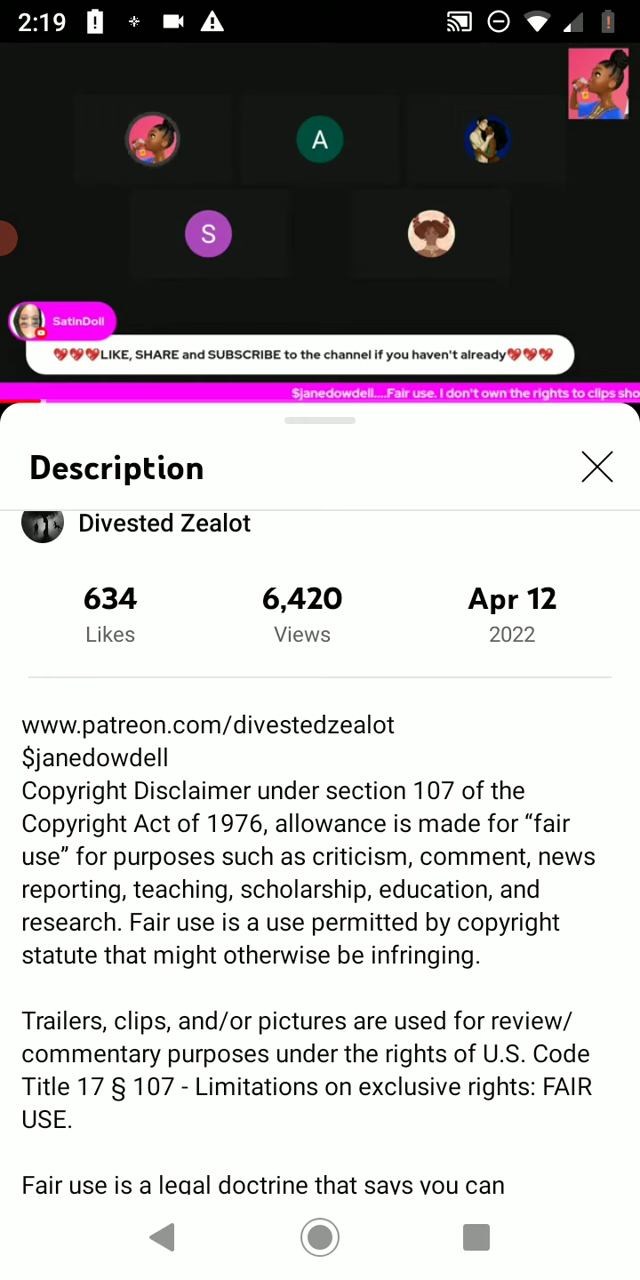 2:19
A
S
SatinDoll
💖💖💖LIKE, SHARE and SUBSCRIBE to the channel if you haven't already💖💖💖
$janedowdell....Fair use. I don't own the rights to clips sho
Description
Divested Zealot
634
6,420
Apr 12
Likes
Views
2022
www.patreon.com/divestedzealot
$janedowdell
Copyright Disclaimer under section 107 of the
Copyright Act of 1976, allowance is made for “fair
use” for purposes such as criticism, comment, news
reporting, teaching, scholarship, education, and
research. Fair use is a use permitted by copyright
statute that might otherwise be infringing.
Trailers, clips, and/or pictures are used for review/
commentary purposes under the rights of U.S. Code
Title 17 § 107 - Limitations on exclusive rights: FAIR
USE.
Fair use is a legal doctrine that says you can